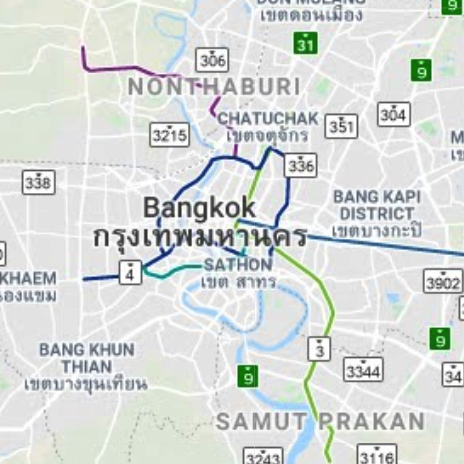 DON MUEANG
เขตดอนเมือง
9
31
306
9
NONTHABURI
CHATUCHAK
เขตจตุจักร
304
351
3215
336
338
Bangkok
กรุงเทพมหานคร
BANG KAPI
DISTRICT
เขตบางกะปิ
SATHON
เขต สาทร
KHAEM
องแขม
4
3902
BANG KHUN
THIAN
เขตบางขุนเทียน
3
9
3344
9
34
SAMUT PRAKAN
3243
3116